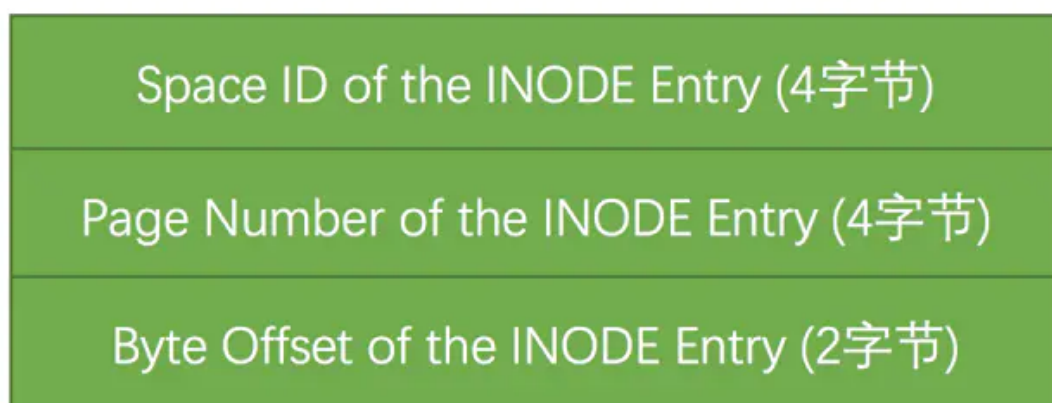 Space ID of the INODE Entry (4字节)
Page Number of the INODE Entry (4字节)
Byte Offset of the INODE Entry (2字节)